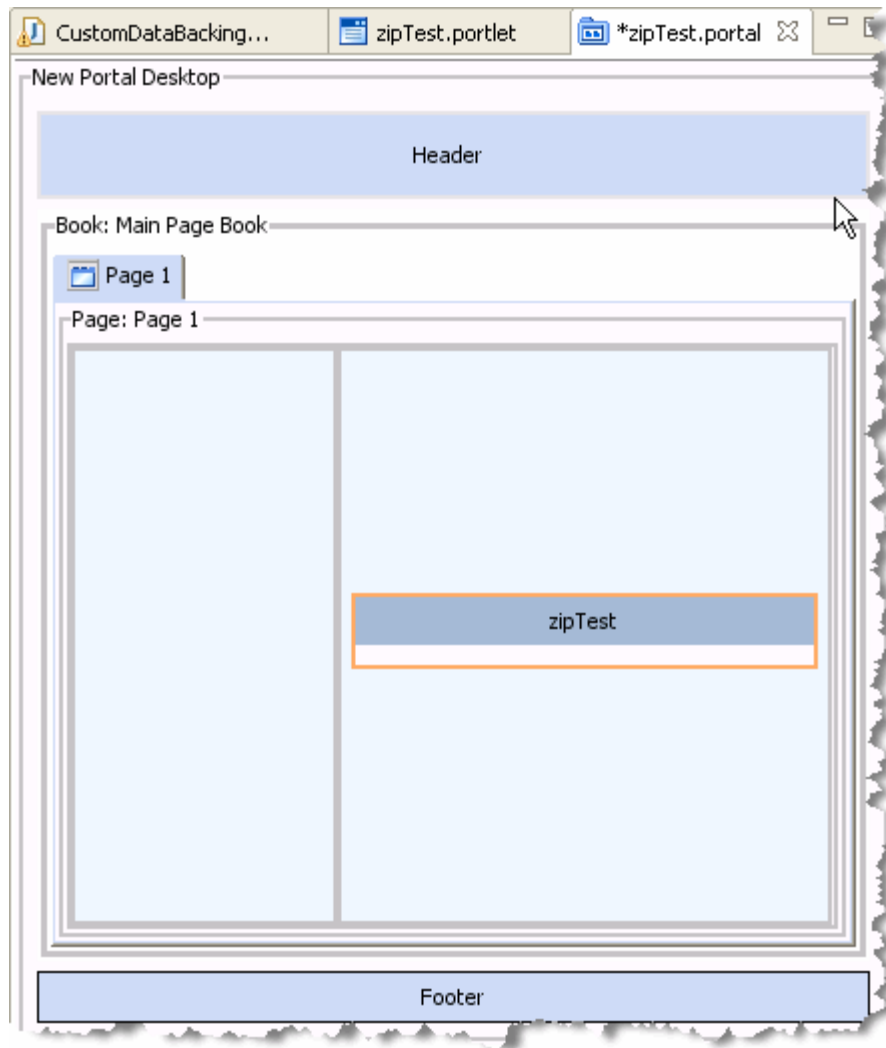 CustomDataBacking... zipTest.portlet *zipTest.portal
New Portal Desktop
Header
Book: Main Page Book
Page 1
Page: Page 1
zipTest
Footer